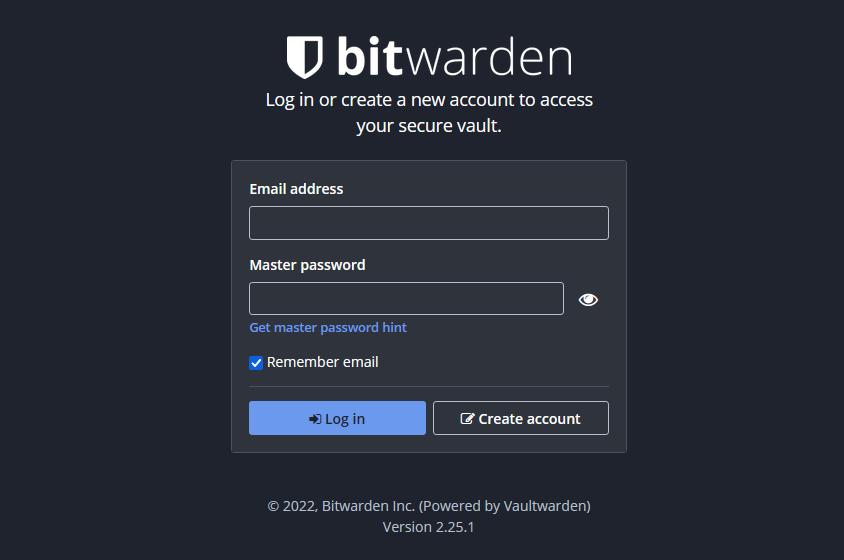 bitwarden
Log in or create a new account to access
your secure vault.
Email address
Master password
Get master password hint
Remember email
Log in
Create account
© 2022, Bitwarden Inc. (Powered by Vaultwarden)
Version 2.25.1